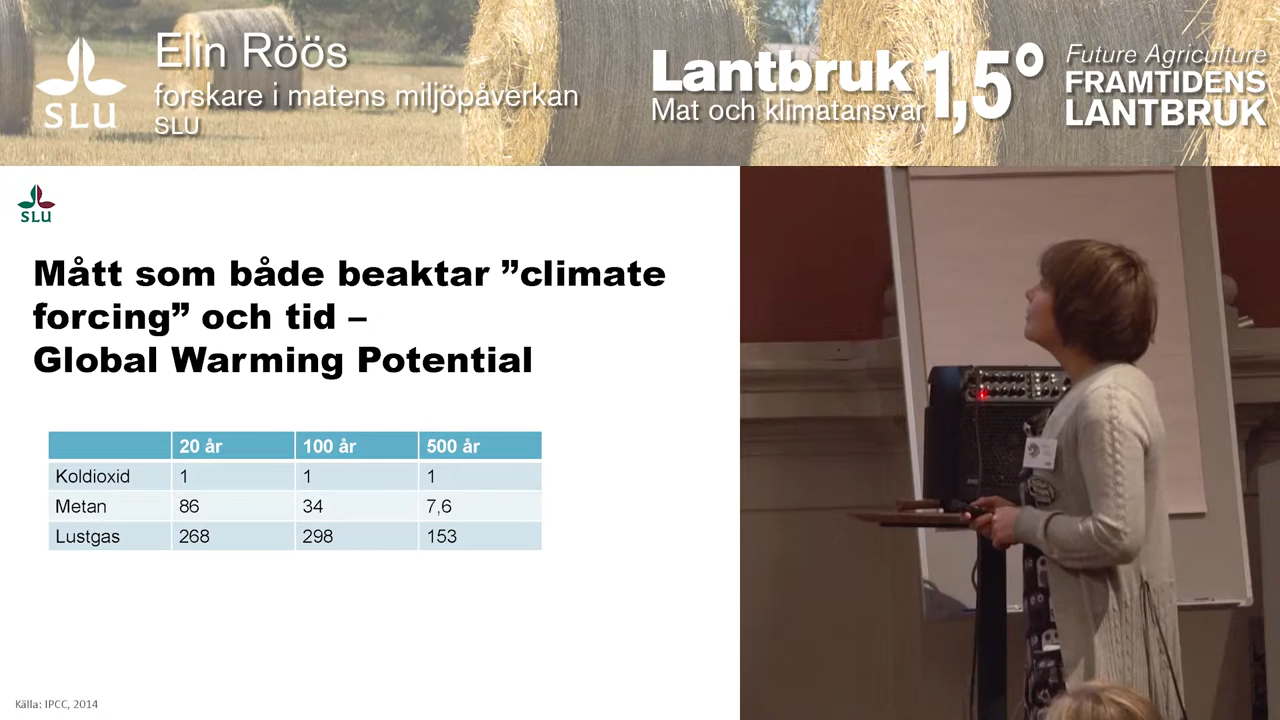 SLU
Elin Röös
forskare i matens miljöpåverkan
SLU
Lantbruk 1,5°
Mat och klimatansvar
Future Agriculture
FRAMTIDENS
LANTBRUK
SLU
Mått som både beaktar ”climate
forcing” och tid –
Global Warming Potential
20 år 100 år 500 år
Koldioxid 1 1 1
Metan 86 34 7,6
Lustgas 268 298 153
Källa: IPCC, 2014